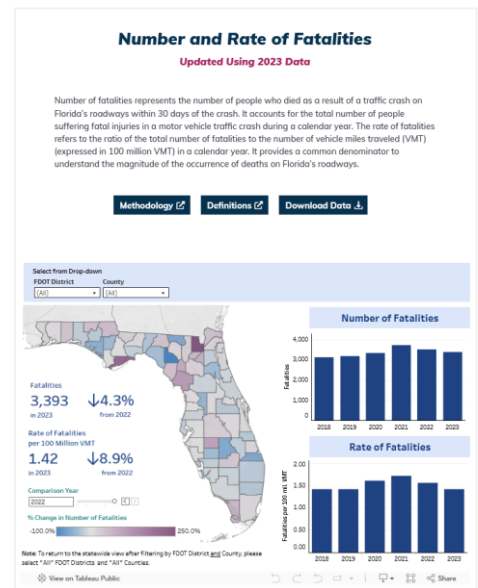 Number and Rate of Fatalities
Updated Using 2023 Data
Number of fatalities represents the number of people who died as a result of a traffic crash on
Florida's roadways within 30 days of the crash. It accounts for the total number of people
suffering fatal injuries in a motor vehicle traffic crash during a calendar year. The rate of fatalities
refers to the ratio of the total number of fatalities to the number of vehicle miles traveled (VMT)
(expressed in 100 million VMT) in a calendar year. It provides a common denominator to
understand the magnitude of the occurrence of deaths on Florida's roadways.
Methodology
Definitions
Download Data
Select from Drop-down
FDOT District
County
(All)
(All)
Fatalities
3,393
↓4.3%
in 2023
from 2022
Rate of Fatalities
per 100 Million VMT
1.42
↓8.9%
in 2023
from 2022
Comparison Year
2022
% Change in Number of Fatalities
-100.0%
250.0%
Note: To return to the statewide view after filtering by FDOT District and County, please
select "All" FDOT Districts and "All" Counties.
Number of Fatalities
Fatalities
4,000
3,000
2,000
1,000
0
2018 2019 2020 2021 2022 2023
Rate of Fatalities
Fatalities per 100 mil. VMT
2.00
1.50
1.00
0.50
0.00
2018 2019 2020 2021 2022 2023
View on Tableau Public
Share